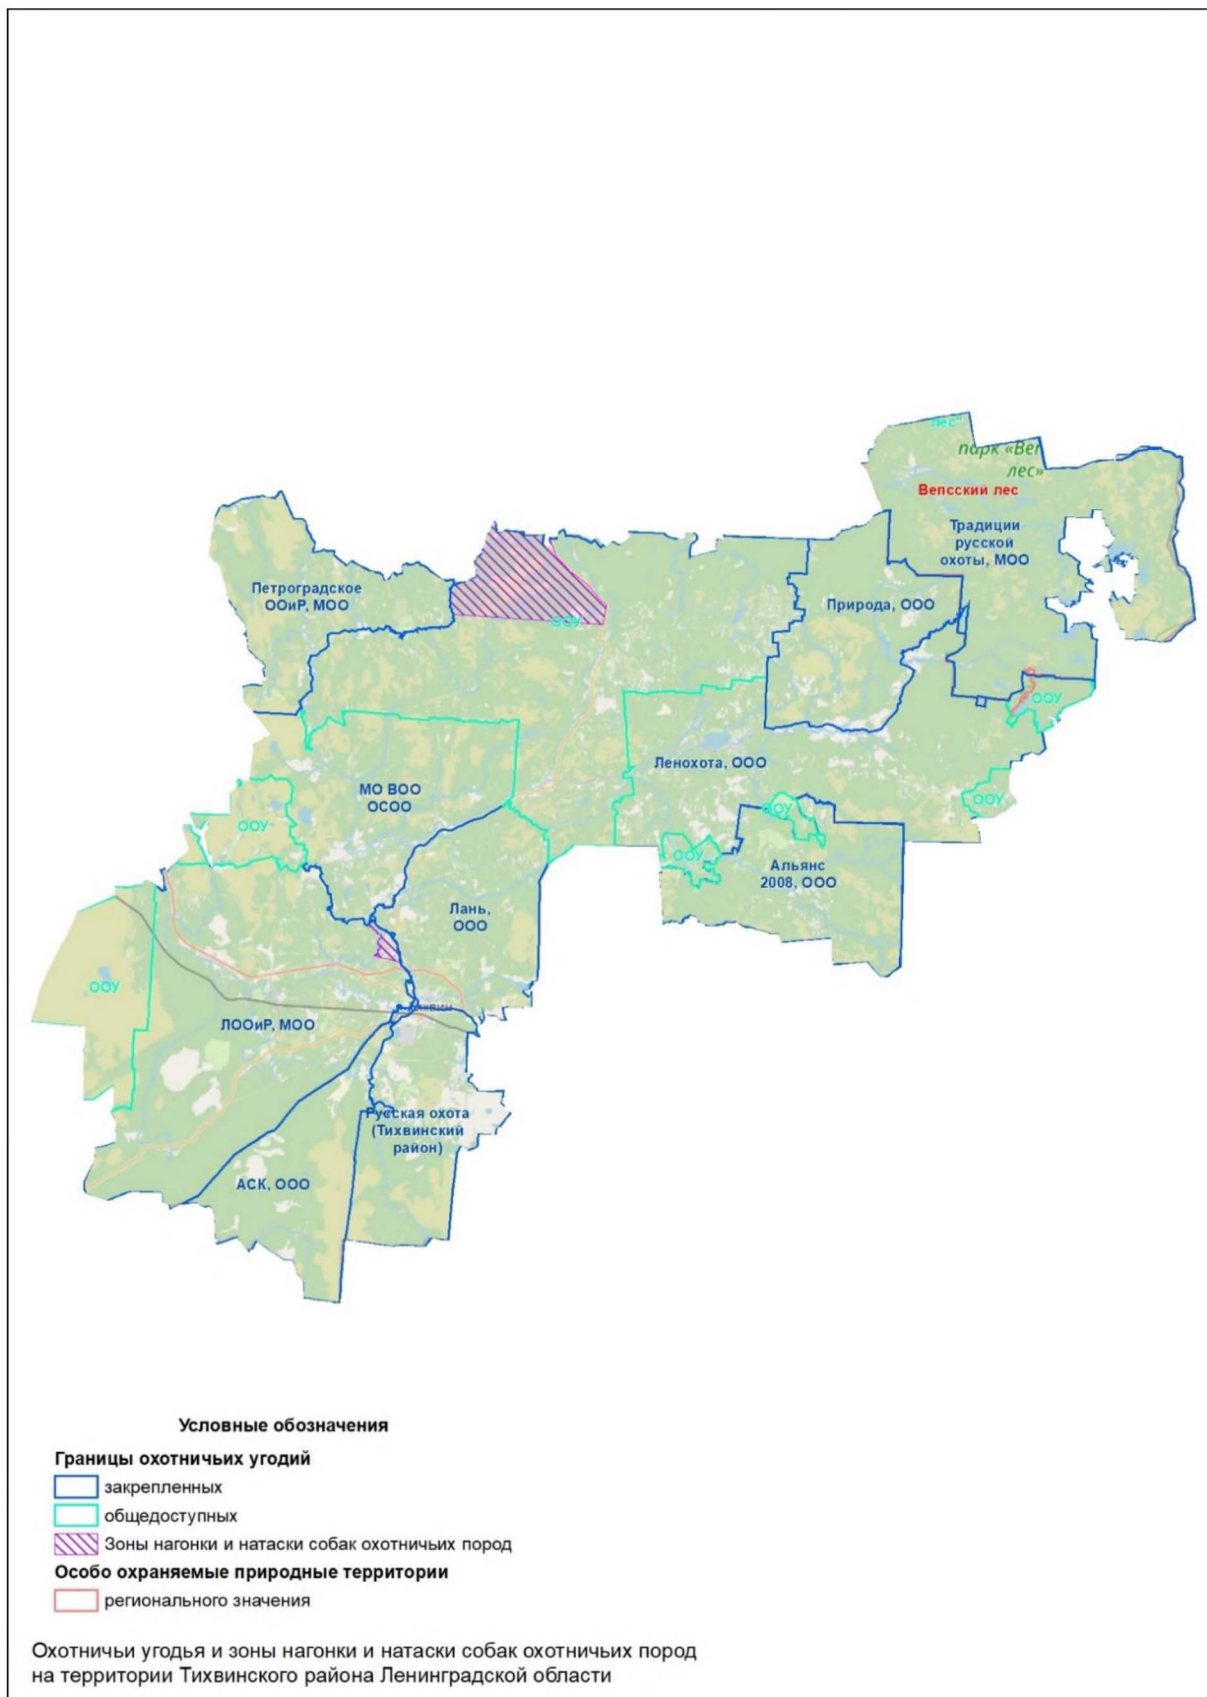 лес"
парк «Веп
лес»
Вепсский лес
Традиции
русской
охоты, МОО
Петроградское
ООиР, МОО
Природа, ООО
ООУ
ООУ
Ленохота, ООО
МО ВОО
ОСОО
ООУ
ООУ
ООУ
ООУ
Альянс
2008, ООО
Лань,
ООО
ООУ
Тихвин
ЛООиР, МОО
Русская охота
(Тихвинский
район)
АСК, ООО
Условные обозначения
Границы охотничьих угодий
закрепленных
общедоступных
Зоны нагонки и натаски собак охотничьих пород
Особо охраняемые природные территории
регионального значения
Охотничьи угодья и зоны нагонки и натаски собак охотничьих пород
на территории Тихвинского района Ленинградской области